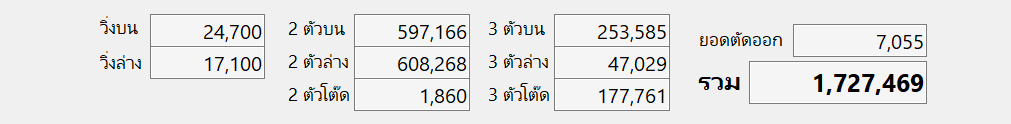 วิ่งบน 24,700 2 ตัวบน 597,166 3 ตัวบน 253,585
ยอดตัดออก 7,055
วิ่งล่าง 17,100 2 ตัวล่าง 608,268 3 ตัวล่าง 47,029
รวม 1,727,469
2 ตัวโต๊ด 1,860 3 ตัวโต๊ด 177,761